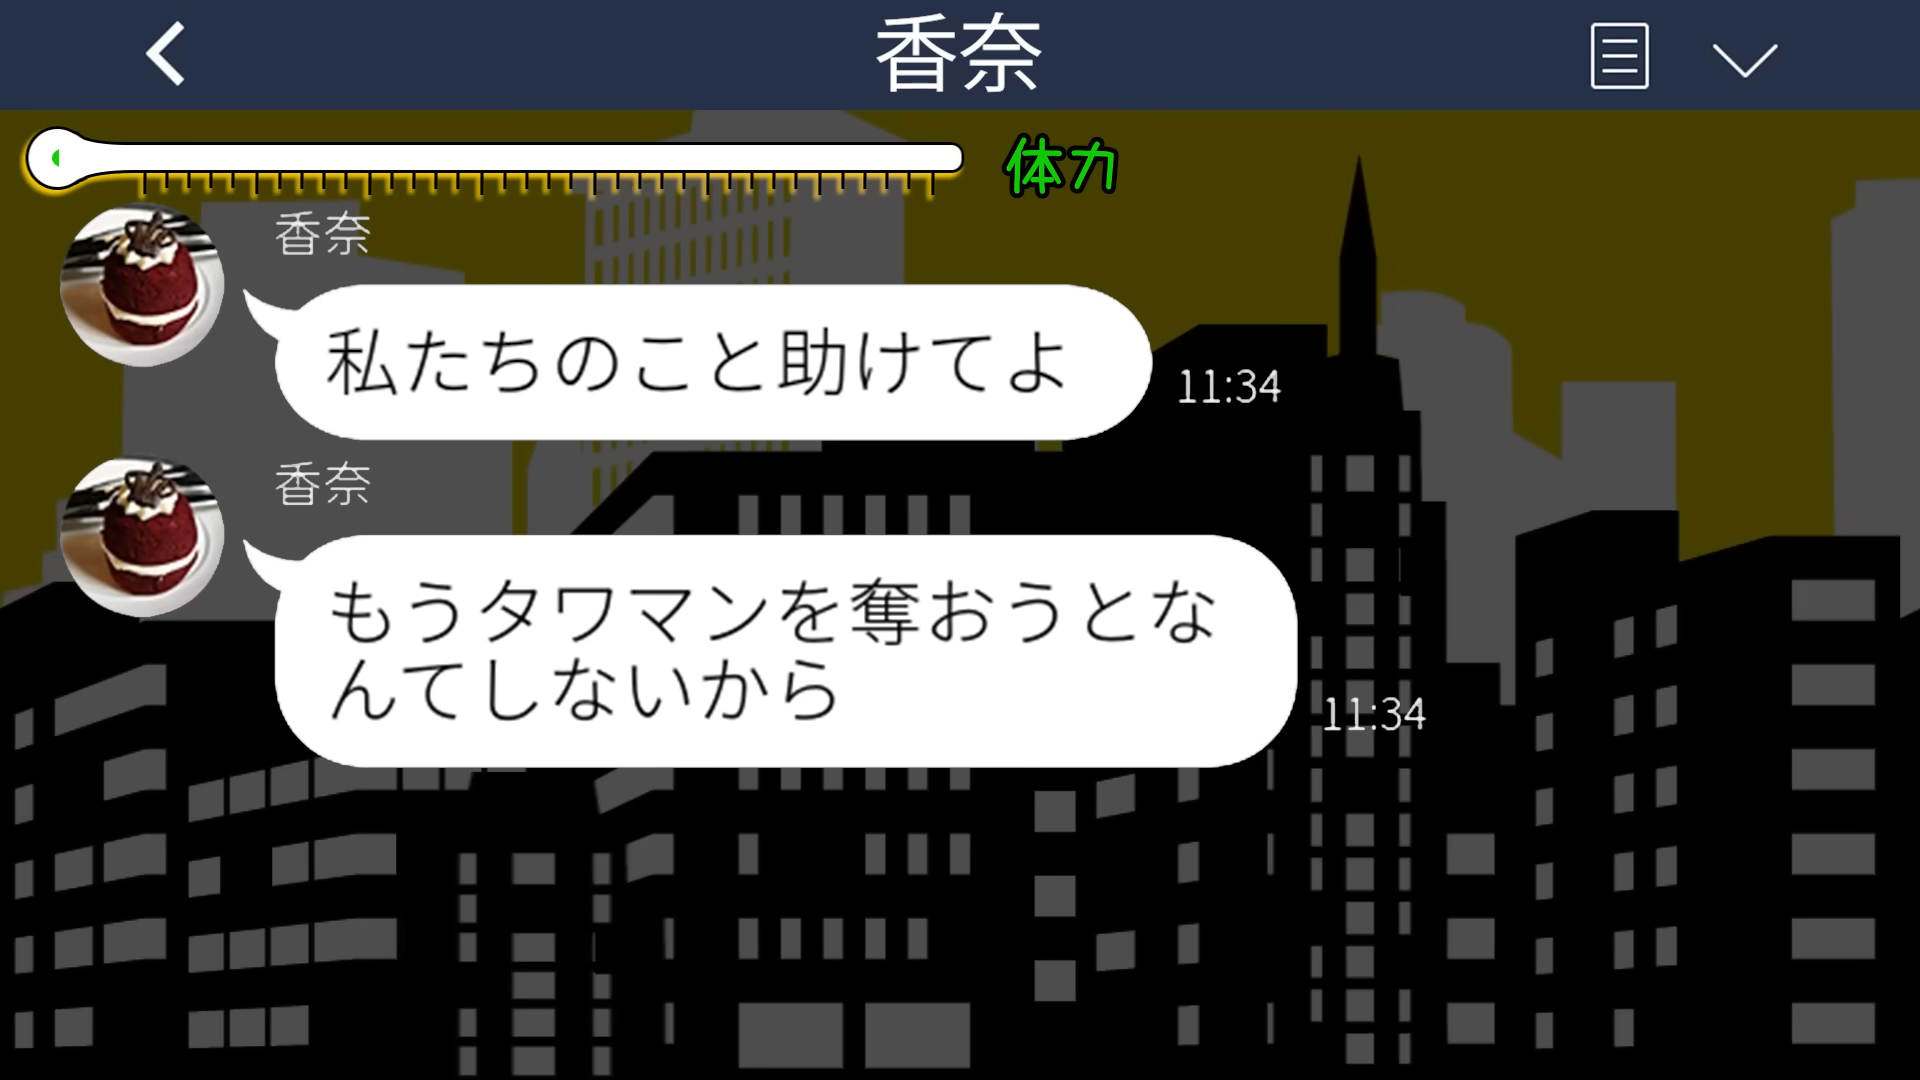 香奈
体力
香奈
私たちのこと助けてよ
11:34
香奈
もうタワマンを奪おうとな
んてしないから
11:34